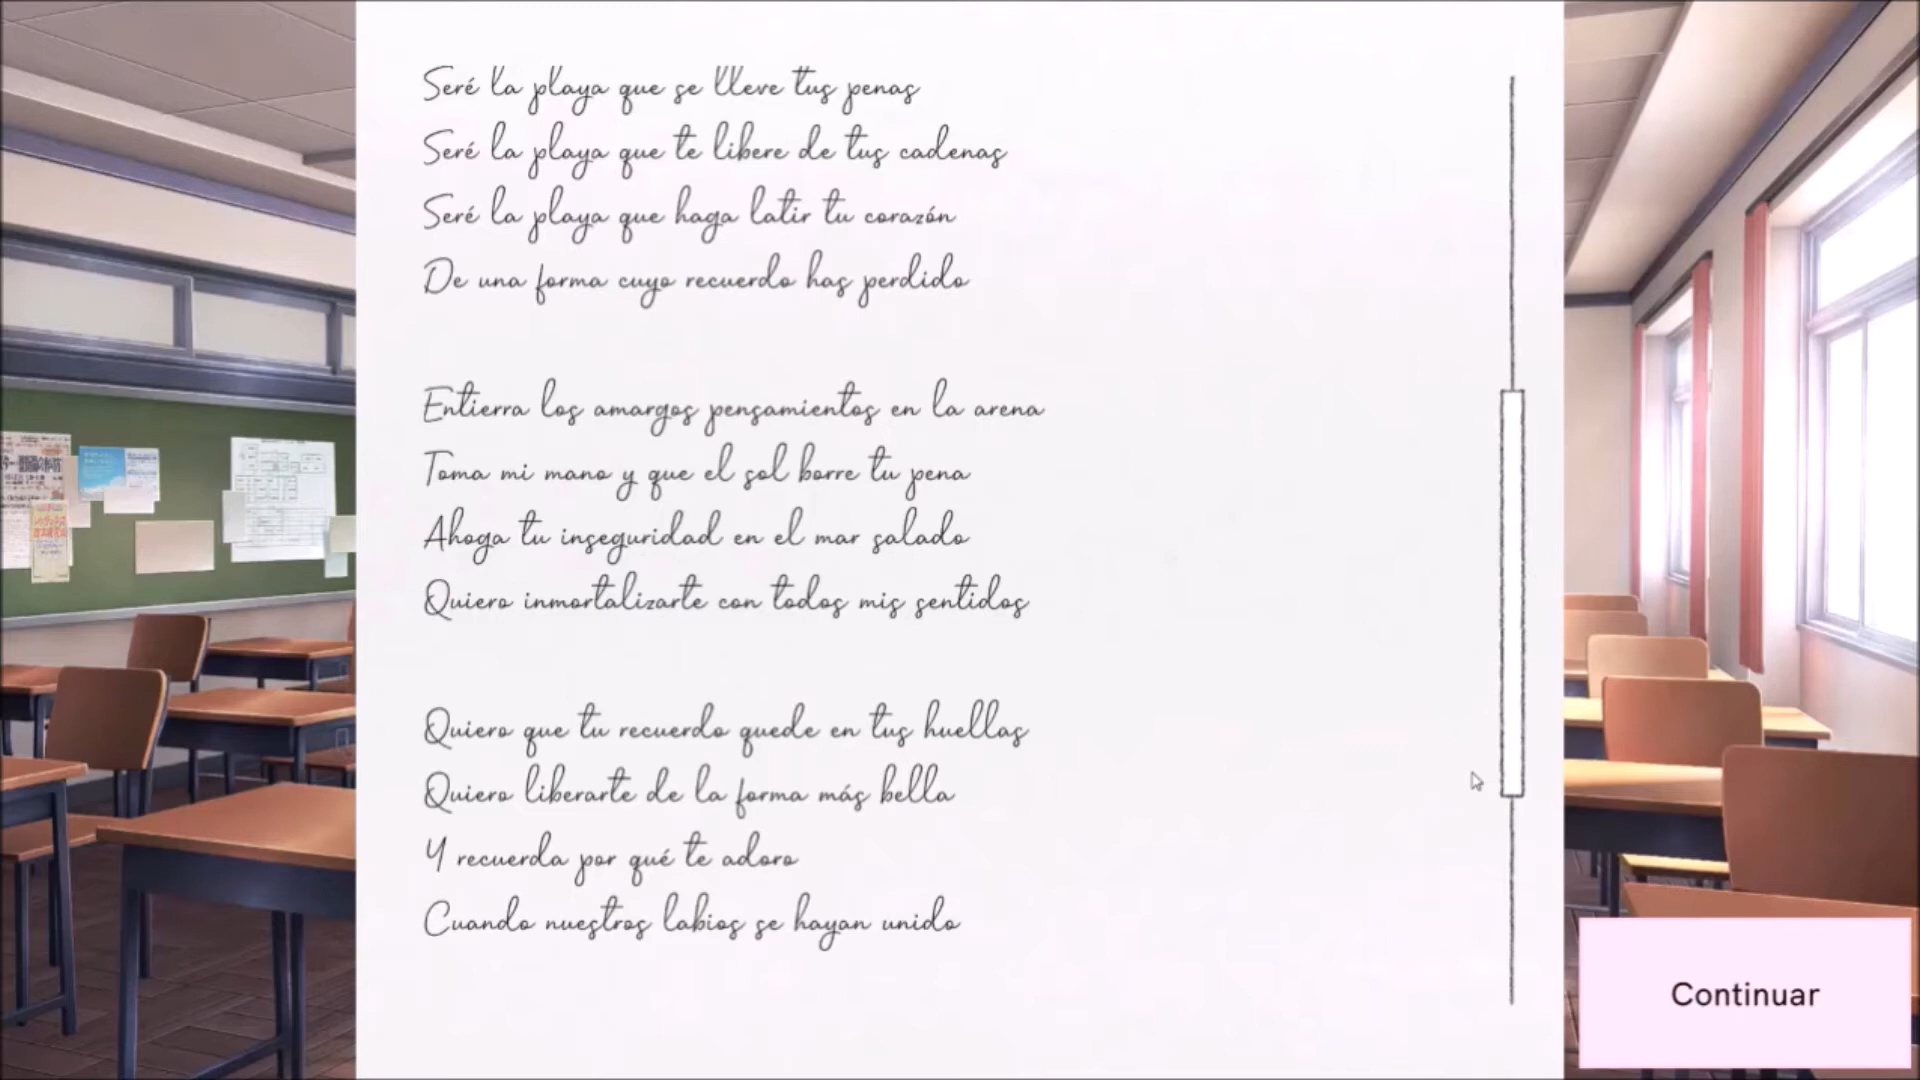 Seré la playa que se lleve tus penas
Seré la playa que te libere de tus cadenas
Seré la playa que haga latir tu corazón
De una forma cuyo recuerdo has perdido
Entierra los amargos pensamientos en la arena
Toma mi mano y que el sol borre tu pena
Ahoga tu inseguridad en el mar salado
Quiero inmortalizarte con todos mis sentidos
Quiero que tu recuerdo quede en tus huellas
Quiero liberarte de la forma más bella
Y recuerda por qué te adoro
Cuando nuestros labios se hayan unido
Continuar